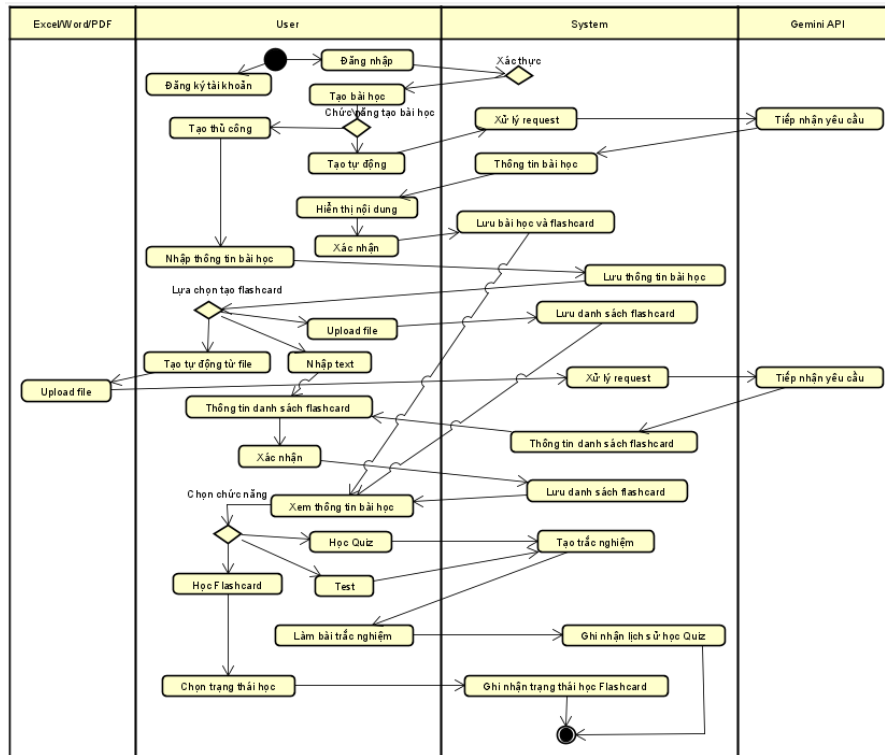 Excel/Word/PDF
User
System
Gemini API
Đăng nhập
Xác thực
Đăng ký tài khoản
Tạo bài học
Chức năng tạo bài học
Tạo thủ công
Xử lý request
Tiếp nhận yêu cầu
Tạo tự động
Thông tin bài học
Hiển thị nội dung
Lưu bài học và flashcard
Xác nhận
Nhập thông tin bài học
Lưu thông tin bài học
Lựa chọn tạo flashcard
Lưu danh sách flashcard
Upload file
Tạo tự động từ file
Nhập text
Upload file
Xử lý request
Tiếp nhận yêu cầu
Thông tin danh sách flashcard
Thông tin danh sách flashcard
Xác nhận
Lưu danh sách flashcard
Chọn chức năng
Xem thông tin bài học
Học Quiz
Tạo trắc nghiệm
Học Flashcard
Test
Làm bài trắc nghiệm
Ghi nhận lịch sử học Quiz
Chọn trạng thái học
Ghi nhận trạng thái học Flashcard